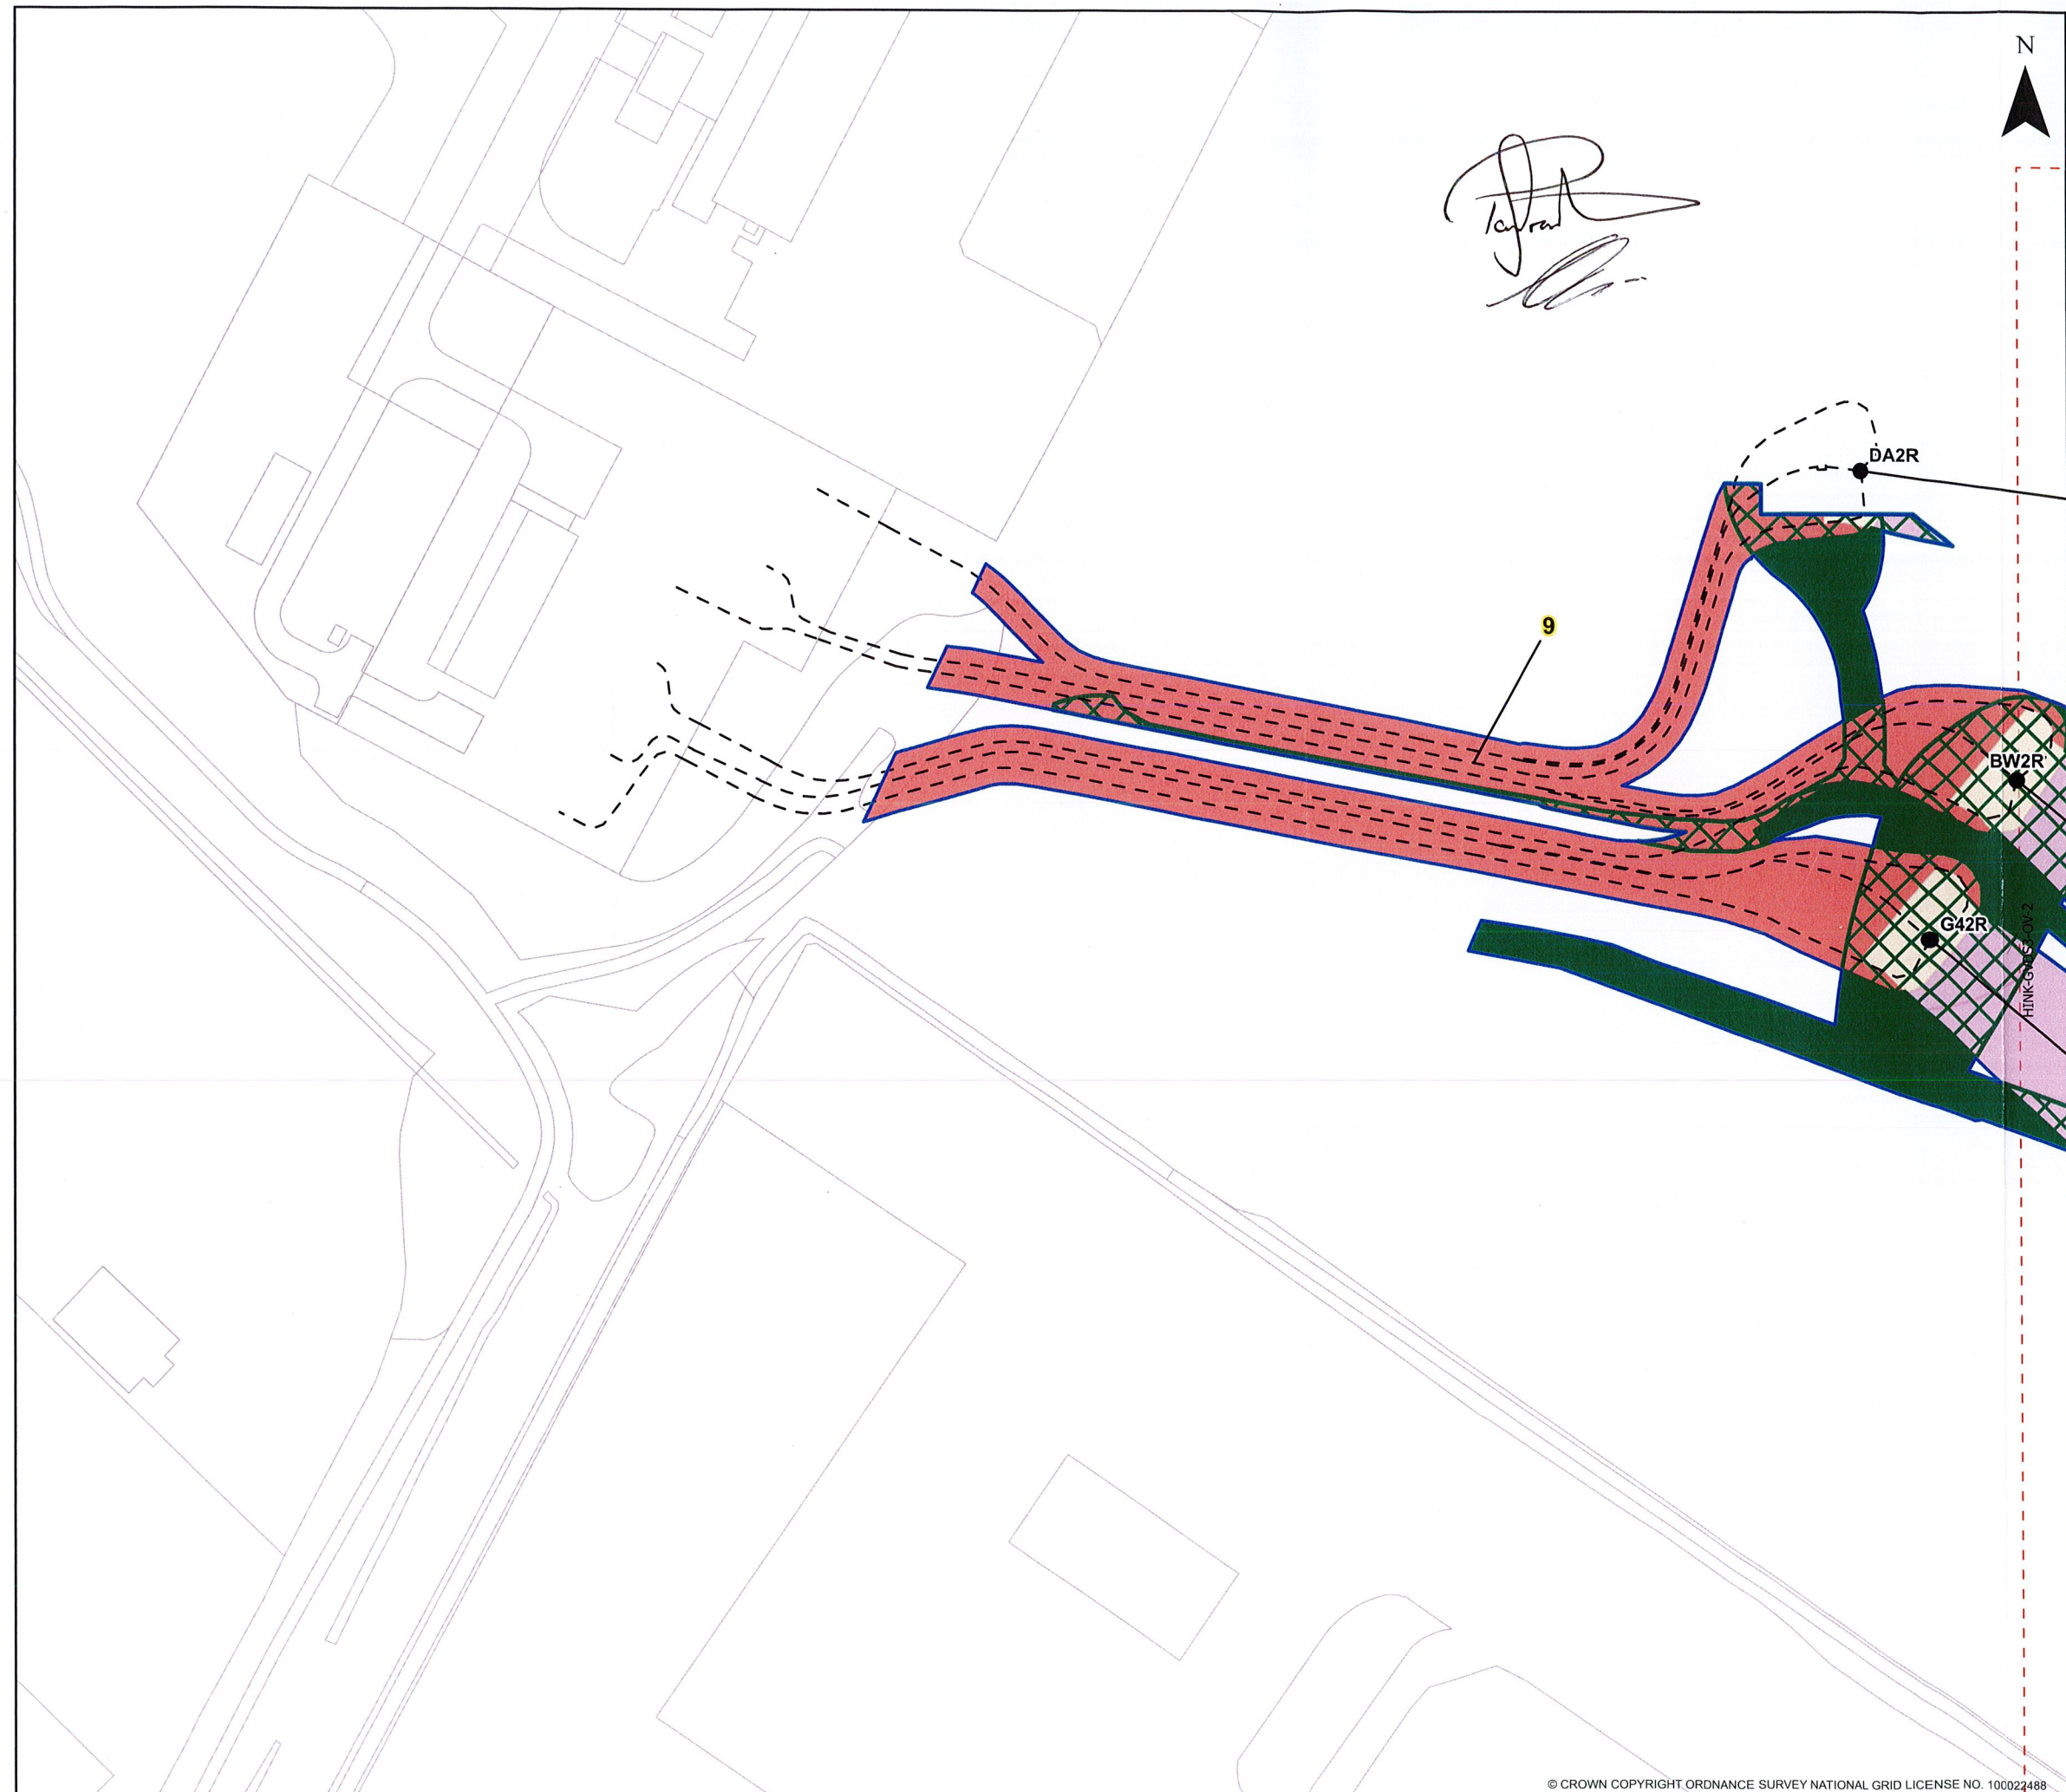 N
DA2R
9
BW2R
G42R
© CROWN COPYRIGHT ORDNANCE SURVEY NATIONAL GRID LICENSE NO. 100022488